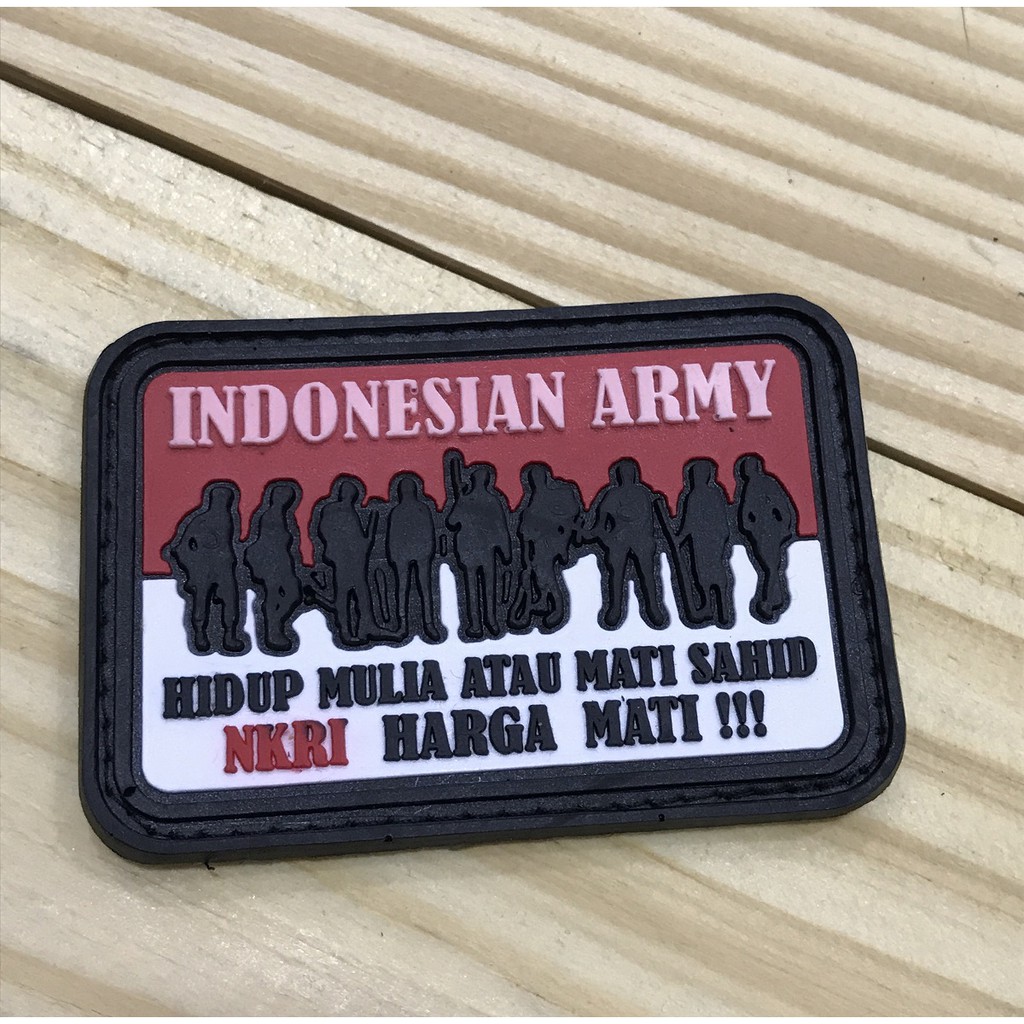 INDONESIAN ARMY
HIDUP MULIA ATAU MATI SAHID
NKRI HARGA MATI !!!